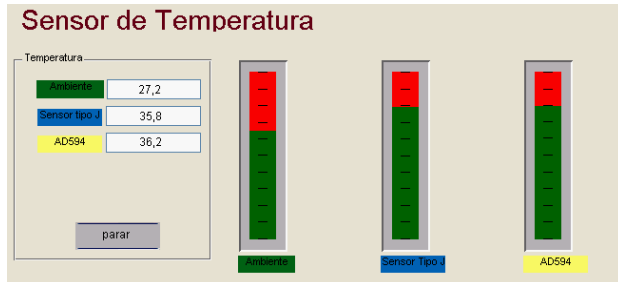 Sensor de Temperatura
Temperatura
Ambiente 27,2
Sensor tipo J 35,8
AD594 36,2
parar
Ambiente
Sensor Tipo J
AD594